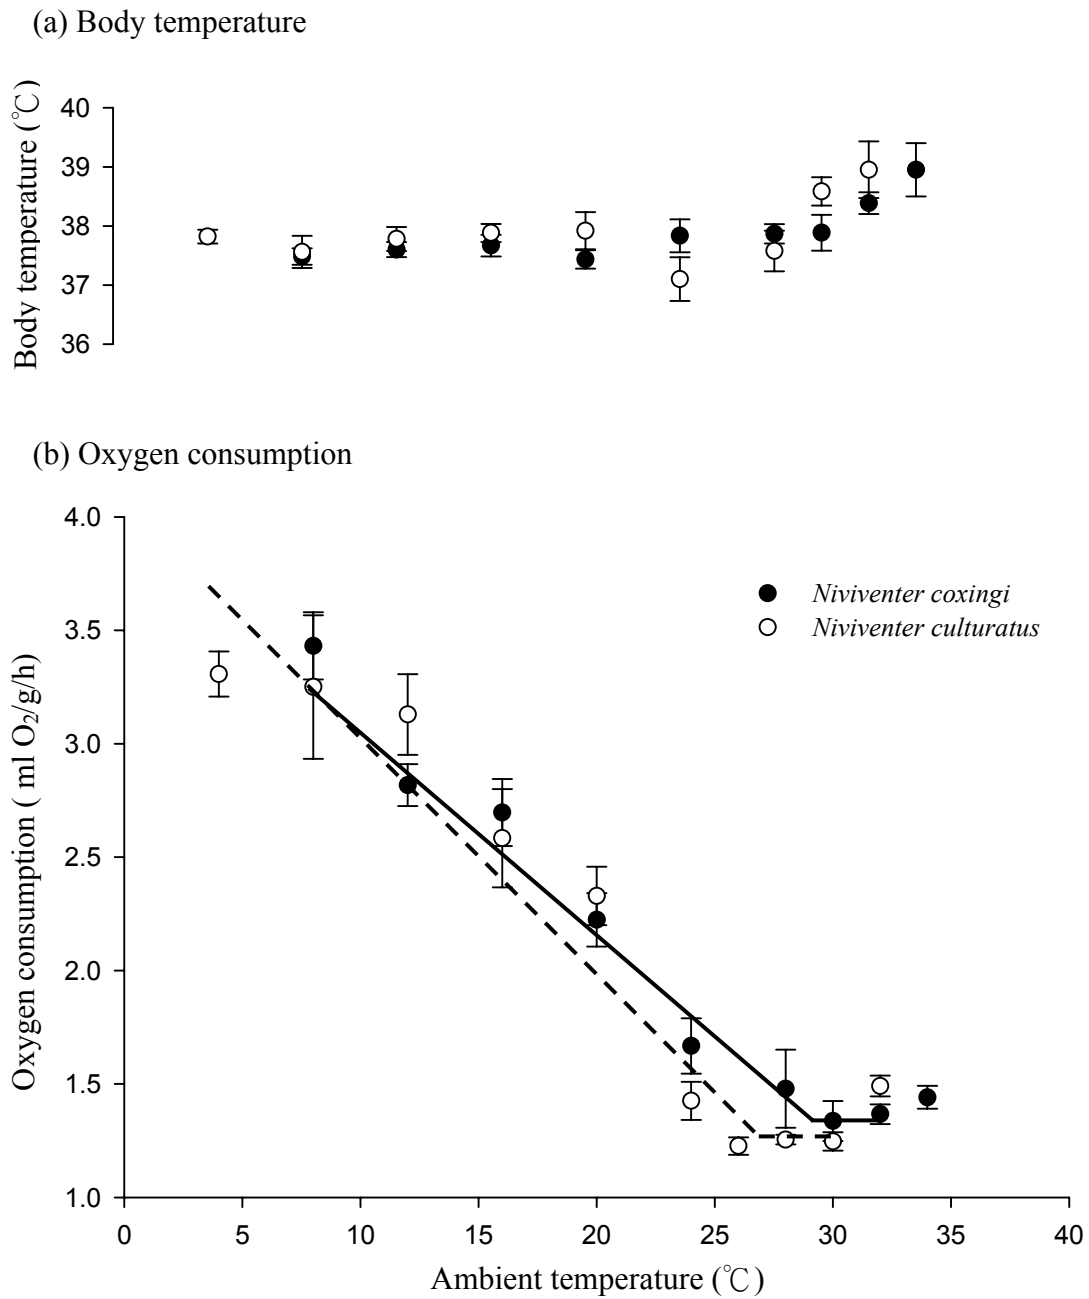 (a) Body temperature
Body temperature (℃)
40
39
38
37
36
(b) Oxygen consumption
Oxygen consumption ( ml O₂/g/h)
4.0
3.5
3.0
2.5
2.0
1.5
1.0
Niviventer coxingi
Niviventer culturatus
0 5 10 15 20 25 30 35 40
Ambient temperature (℃)